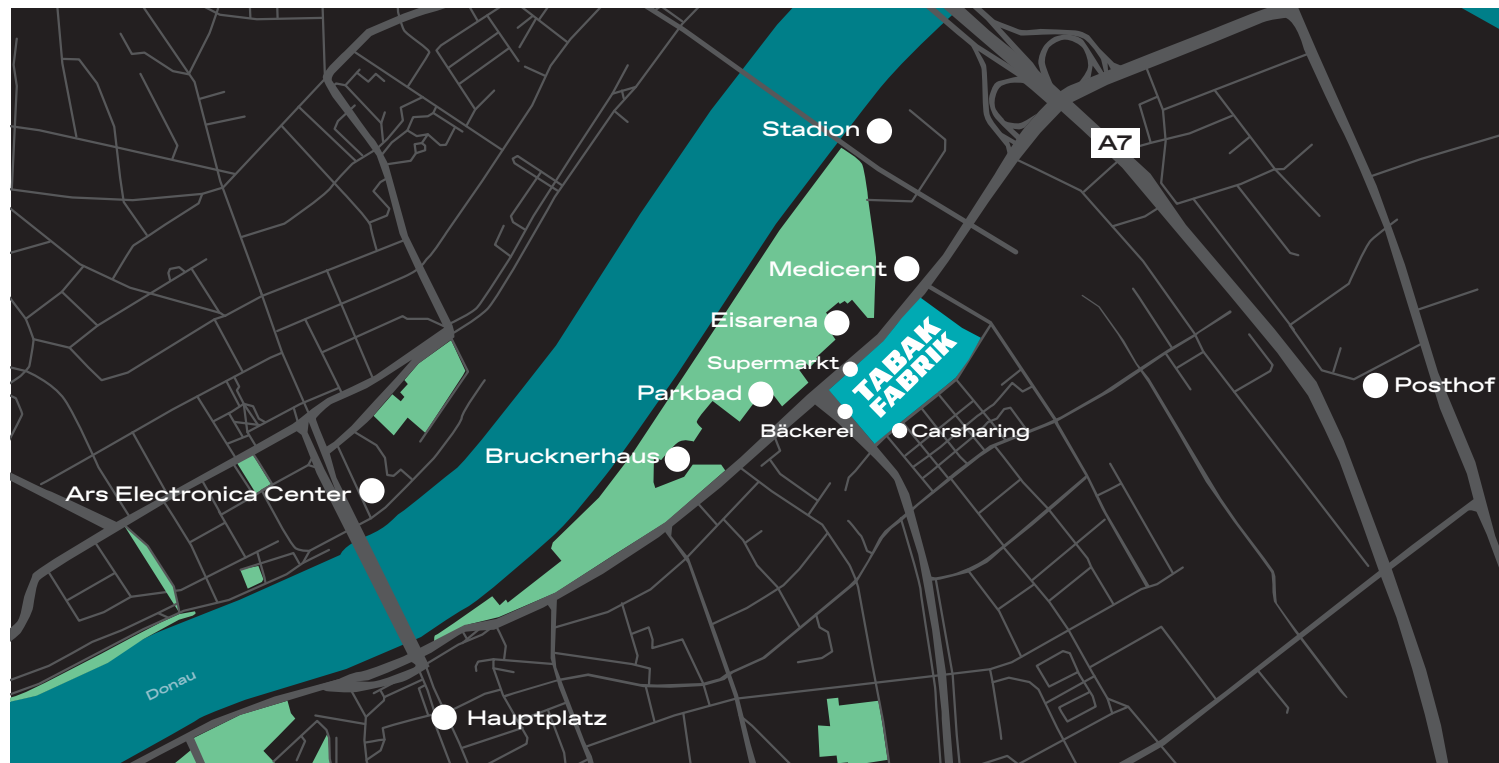 Stadion
A7
Medicent
Eisarena
TABAK
FABRIK
Supermarkt
Parkbad
Posthof
Bäckerei
Carsharing
Brucknerhaus
Ars Electronica Center
Donau
Hauptplatz